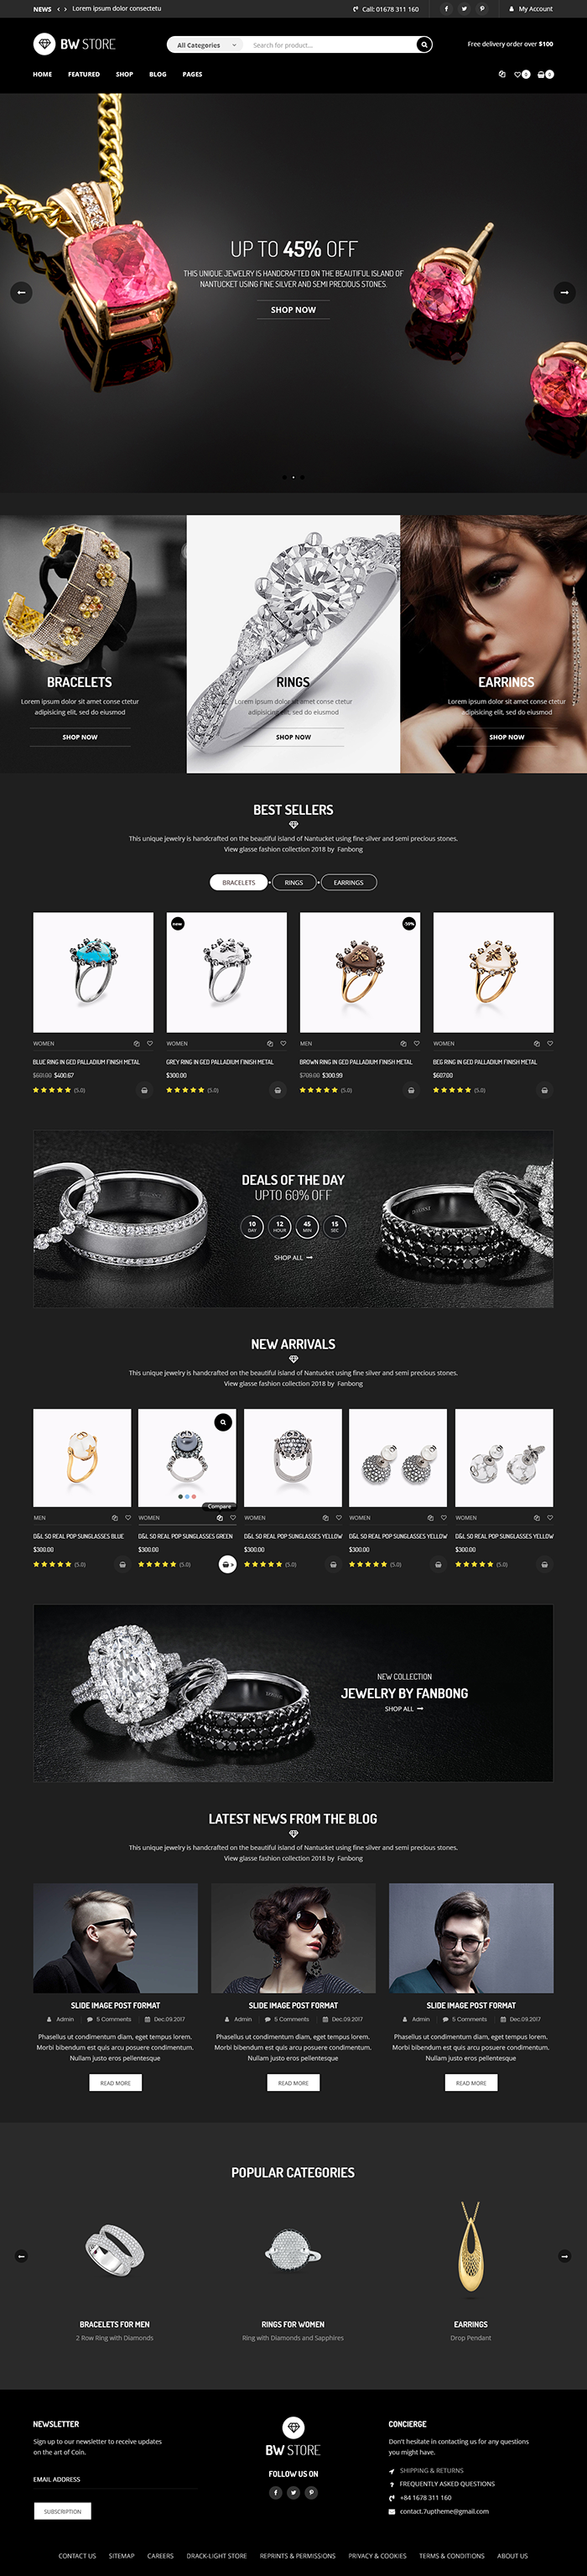 NEWS
Lorem ipsum dolor consectetu
Call: 01678 311 160
My Account
BW STORE
All Categories
Search for product...
Free delivery order over $100
HOME
FEATURED
SHOP
BLOG
PAGES
0
0
UP TO 45% OFF
THIS UNIQUE JEWELRY IS HANDCRAFTED ON THE BEAUTIFUL ISLAND OF
NANTUCKET USING FINE SILVER AND SEMI PRECIOUS STONES.
SHOP NOW
BRACELETS
Lorem ipsum dolor sit amet conse ctetur
adipisicing elit, sed do eiusmod
SHOP NOW
RINGS
Lorem ipsum dolor sit amet conse ctetur
adipisicing elit, sed do eiusmod
SHOP NOW
EARRINGS
Lorem ipsum dolor sit amet conse ctetur
adipisicing elit, sed do eiusmod
SHOP NOW
BEST SELLERS
This unique jewelry is handcrafted on the beautiful island of Nantucket using fine silver and semi precious stones.
View glasse fashion collection 2018 by Fanbong
BRACELETS
RINGS
EARRINGS
new
WOMEN
WOMEN
MEN
WOMEN
BLUE RING IN GED PALLADIUM FINISH METAL
GREY RING IN GED PALLADIUM FINISH METAL
BROWN RING IN GED PALLADIUM FINISH METAL
BEG RING IN GED PALLADIUM FINISH METAL
$601.00 $400.67
$300.00
$709.00 $300.99
$607.00
(5.0)
(5.0)
(5.0)
(5.0)
DEALS OF THE DAY
UPTO 60% OFF
10 DAY
12 HOUR
45 MIN
15 SEC
SHOP ALL
NEW ARRIVALS
This unique jewelry is handcrafted on the beautiful island of Nantucket using fine silver and semi precious stones.
View glasse fashion collection 2018 by Fanbong
Compare
MEN
WOMEN
WOMEN
WOMEN
WOMEN
D&L SO REAL POP SUNGLASSES BLUE
D&L SO REAL POP SUNGLASSES GREEN
D&L SO REAL POP SUNGLASSES YELLOW
D&L SO REAL POP SUNGLASSES YELLOW
D&L SO REAL POP SUNGLASSES YELLOW
$300.00
$300.00
$300.00
$300.00
$300.00
(5.0)
(5.0)
(5.0)
(5.0)
(5.0)
NEW COLLECTION
JEWELRY BY FANBONG
SHOP ALL
LATEST NEWS FROM THE BLOG
This unique jewelry is handcrafted on the beautiful island of Nantucket using fine silver and semi precious stones.
View glasse fashion collection 2018 by Fanbong
SLIDE IMAGE POST FORMAT
Admin
5 Comments
Dec.09.2017
Phasellus ut condimentum diam, eget tempus lorem.
Morbi bibendum est quis arcu posuere condimentum.
Nullam justo eros pellentesque
READ MORE
SLIDE IMAGE POST FORMAT
Admin
5 Comments
Dec.09.2017
Phasellus ut condimentum diam, eget tempus lorem.
Morbi bibendum est quis arcu posuere condimentum.
Nullam justo eros pellentesque
READ MORE
SLIDE IMAGE POST FORMAT
Admin
5 Comments
Dec.09.2017
Phasellus ut condimentum diam, eget tempus lorem.
Morbi bibendum est quis arcu posuere condimentum.
Nullam justo eros pellentesque
READ MORE
POPULAR CATEGORIES
BRACELETS FOR MEN
2 Row Ring with Diamonds
RINGS FOR WOMEN
Ring with Diamonds and Sapphires
EARRINGS
Drop Pendant
NEWSLETTER
Sign up to our newsletter to receive updates
on the art of Coin.
EMAIL ADDRESS
SUBSCRIPTION
BW STORE
FOLLOW US ON
CONCIERGE
Don't hesitate in contacting us for any questions
you might have.
SHIPPING & RETURNS
FREQUENTLY ASKED QUESTIONS
+84 1678 311 160
contact.7uptheme@gmail.com
CONTACT US
SITEMAP
CAREERS
DRACK-LIGHT STORE
REPRINTS & PERMISSIONS
PRIVACY & COOKIES
TERMS & CONDITIONS
ABOUT US